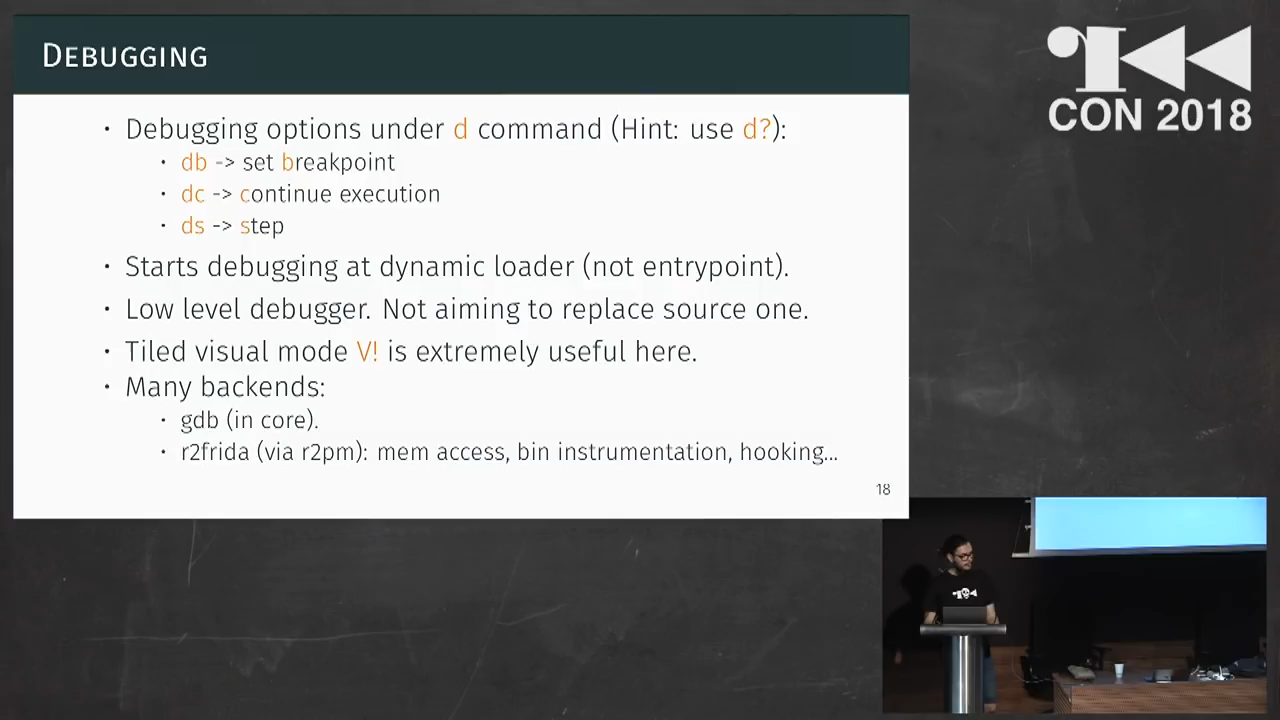 DEBUGGING
· Debugging options under d command (Hint: use d?):
· db -> set breakpoint
· dc -> continue execution
· ds -> step
· Starts debugging at dynamic loader (not entrypoint).
· Low level debugger. Not aiming to replace source one.
· Tiled visual mode V! is extremely useful here.
· Many backends:
· gdb (in core).
· r2frida (via r2pm): mem access, bin instrumentation, hooking...
18
CON 2018